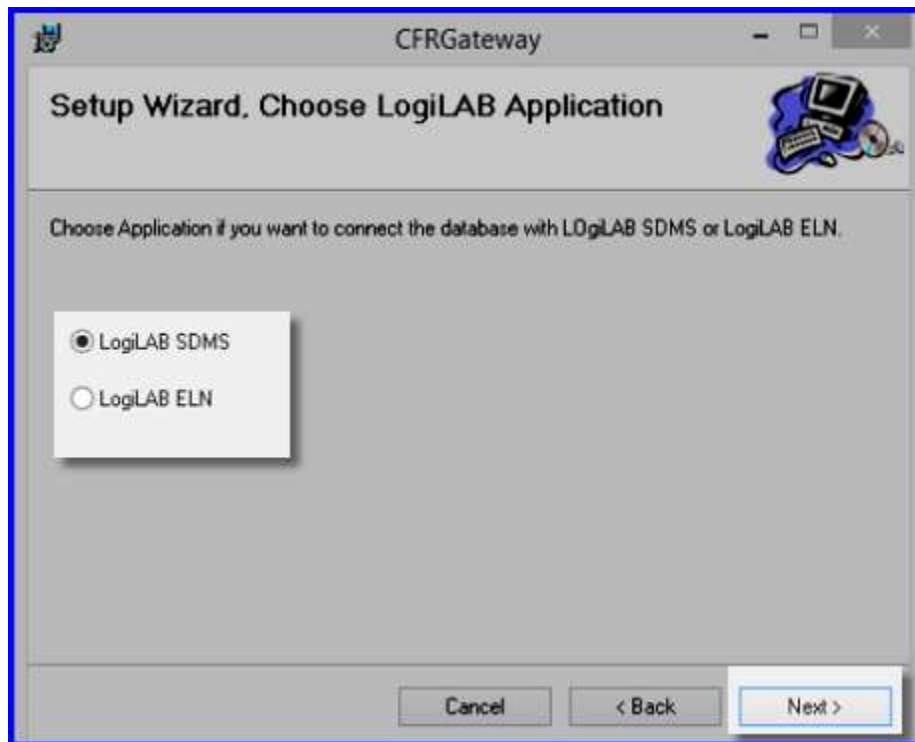 CFRGateway
Setup Wizard, Choose LogiLAB Application
Choose Application if you want to connect the database with LOgiLAB SDMS or LogiLAB ELN.
LogiLAB SDMS
LogiLAB ELN
Cancel
< Back
Next >